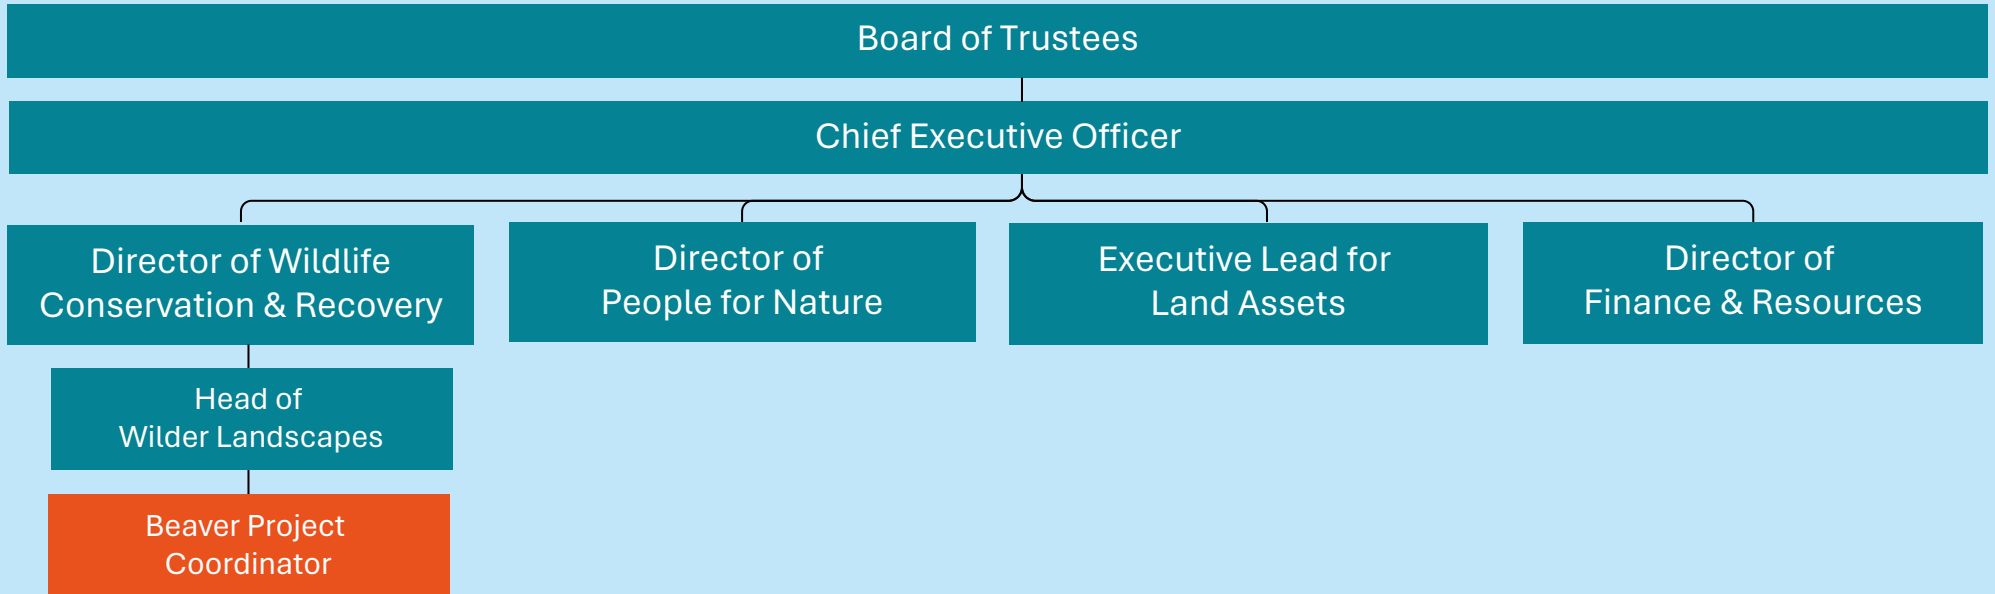 Board of Trustees
Chief Executive Officer
Director of Wildlife
Conservation & Recovery
Director of
People for Nature
Executive Lead for
Land Assets
Director of
Finance & Resources
Head of
Wilder Landscapes
Beaver Project
Coordinator